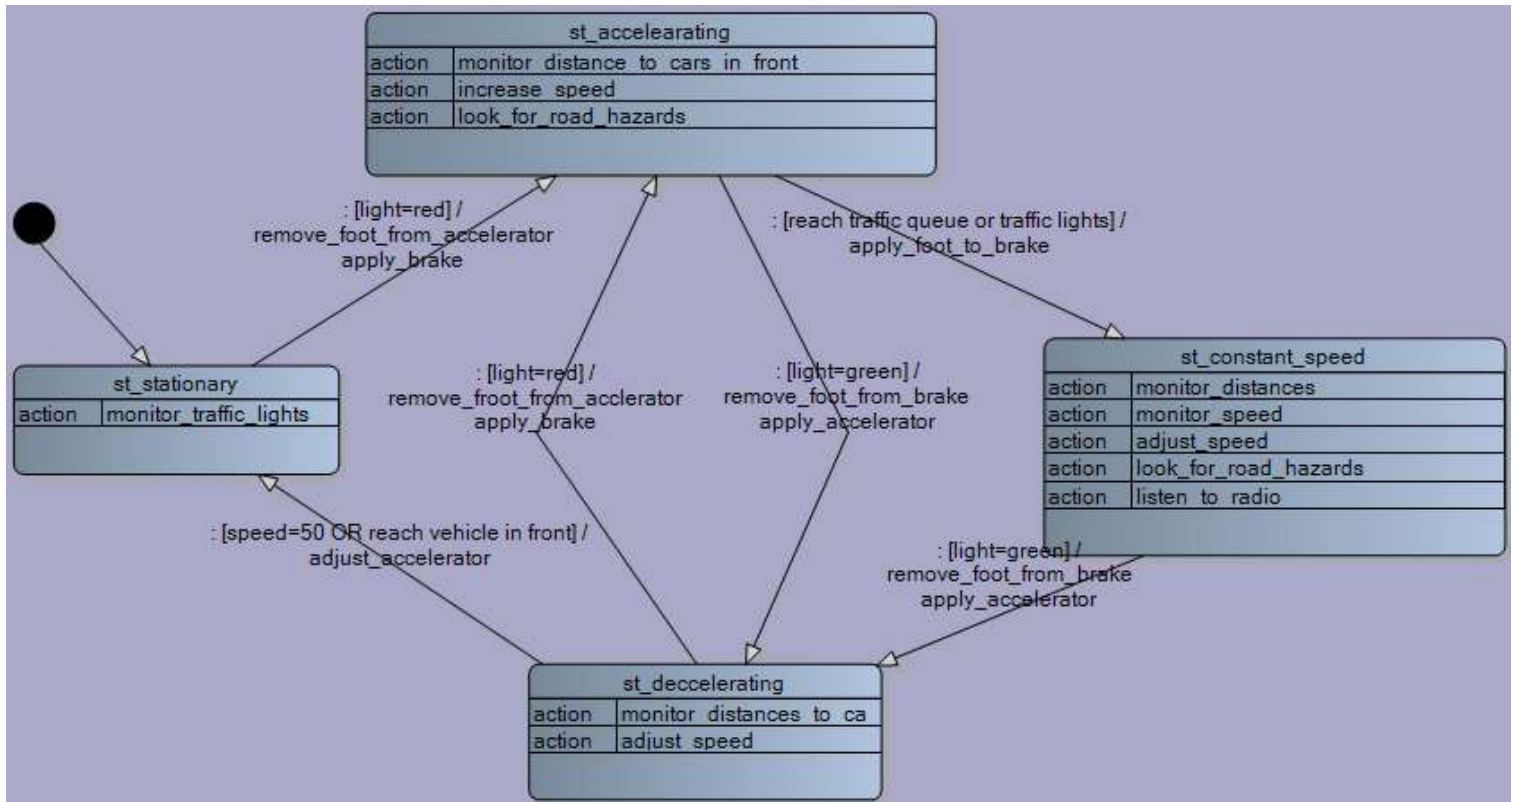 st_accelearating
action monitor_distance_to_cars_in_front
action increase_speed
action look_for_road_hazards
: [light=red] /
remove_foot_from_accelerator
apply_brake
: [reach traffic queue or traffic lights] /
apply_foot_to_brake
st_stationary
action monitor_traffic_lights
: [light=red] /
remove_froot_from_acclerator
apply_brake
: [light=green] /
remove_foot_from_brake
apply_accelerator
st_constant_speed
action monitor_distances
action monitor_speed
action adjust_speed
action look_for_road_hazards
action listen_to_radio
: [speed=50 OR reach vehicle in front] /
adjust_accelerator
: [light=green] /
remove_foot_from_brake
apply_accelerator
st_deccelerating
action monitor_distances_to_ca
action adjust_speed